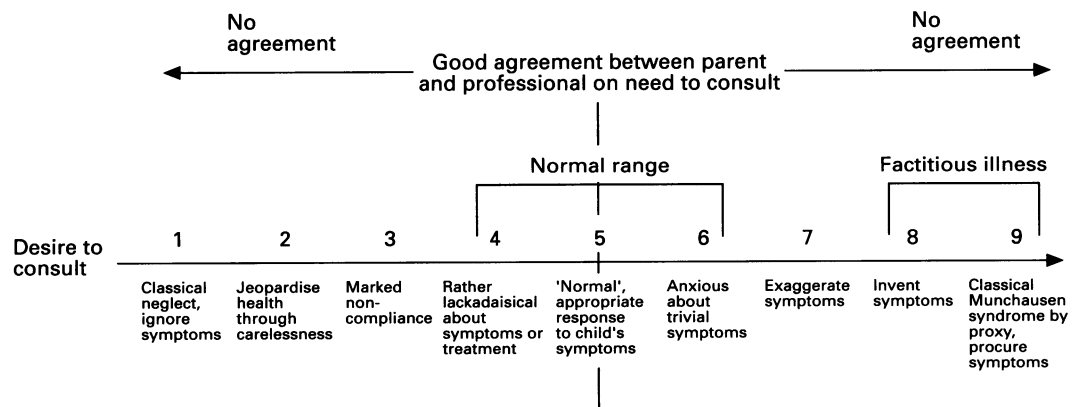 No
agreement
No
agreement
Good agreement between parent
and professional on need to consult
Normal range
Factitious illness
Desire to
consult
1
2
3
4
5
6
7
8
9
Classical
neglect,
ignore
symptoms
Jeopardise
health
through
carelessness
Marked
non-
compliance
Rather
lackadaisical
about
symptoms or
treatment
'Normal',
appropriate
response
to child's
symptoms
Anxious
about
trivial
symptoms
Exaggerate
symptoms
Invent
symptoms
Classical
Munchausen
syndrome by
proxy,
procure
symptoms